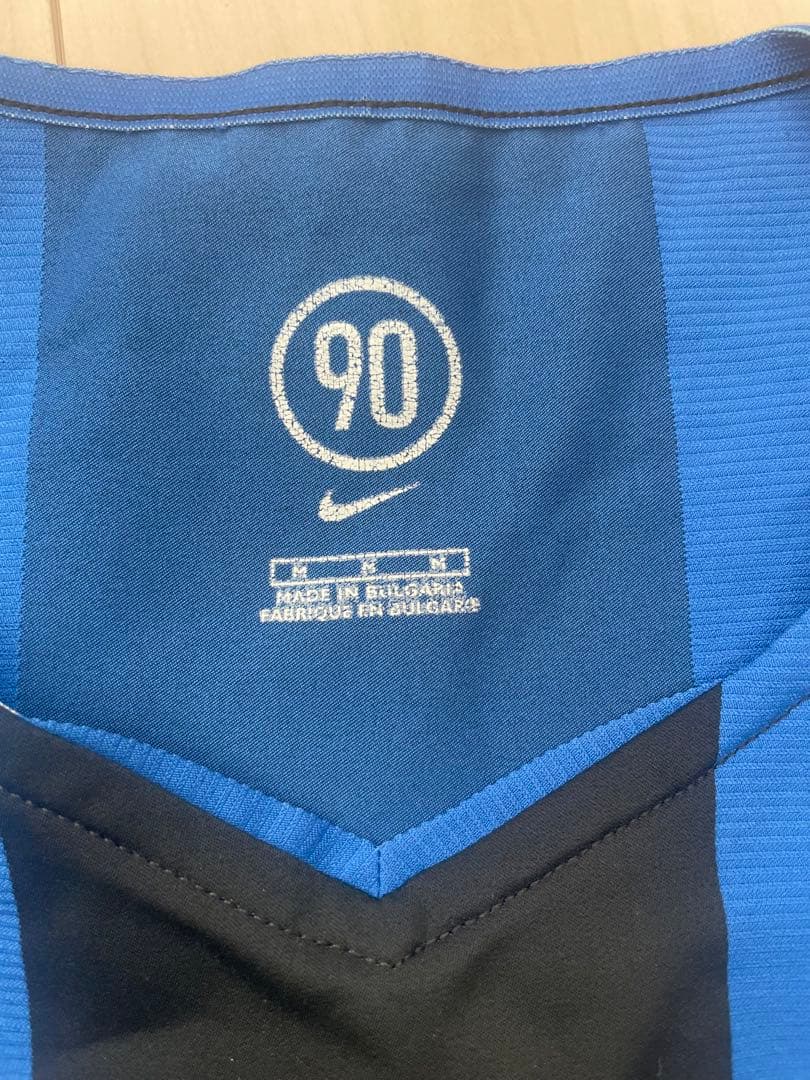 90
M M M
MADE IN BULGARIA
FABRIQUE EN BULGARIE